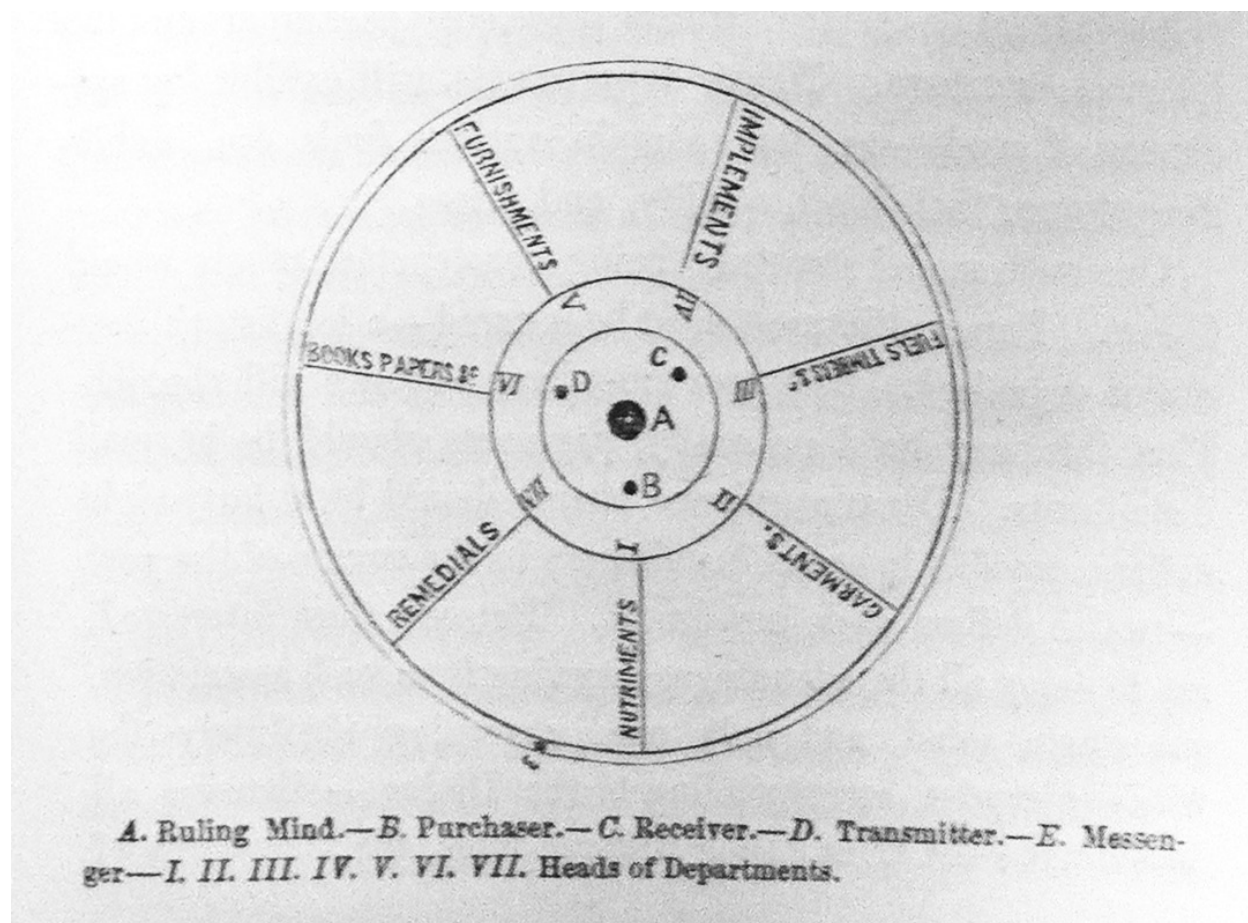 FURNISHMENTS
IMPLEMENTS
V
IV
BOOKS PAPERS &c
VI
D
C
III
FUELS TIMBERS &c
A
B
VII
II
REMEDIALS
I
GARMENTS.
NUTRIMENTS
A. Ruling Mind.—B. Purchaser.—C. Receiver.—D. Transmitter.—E. Messen-
ger—I. II. III. IV. V. VI. VII. Heads of Departments.